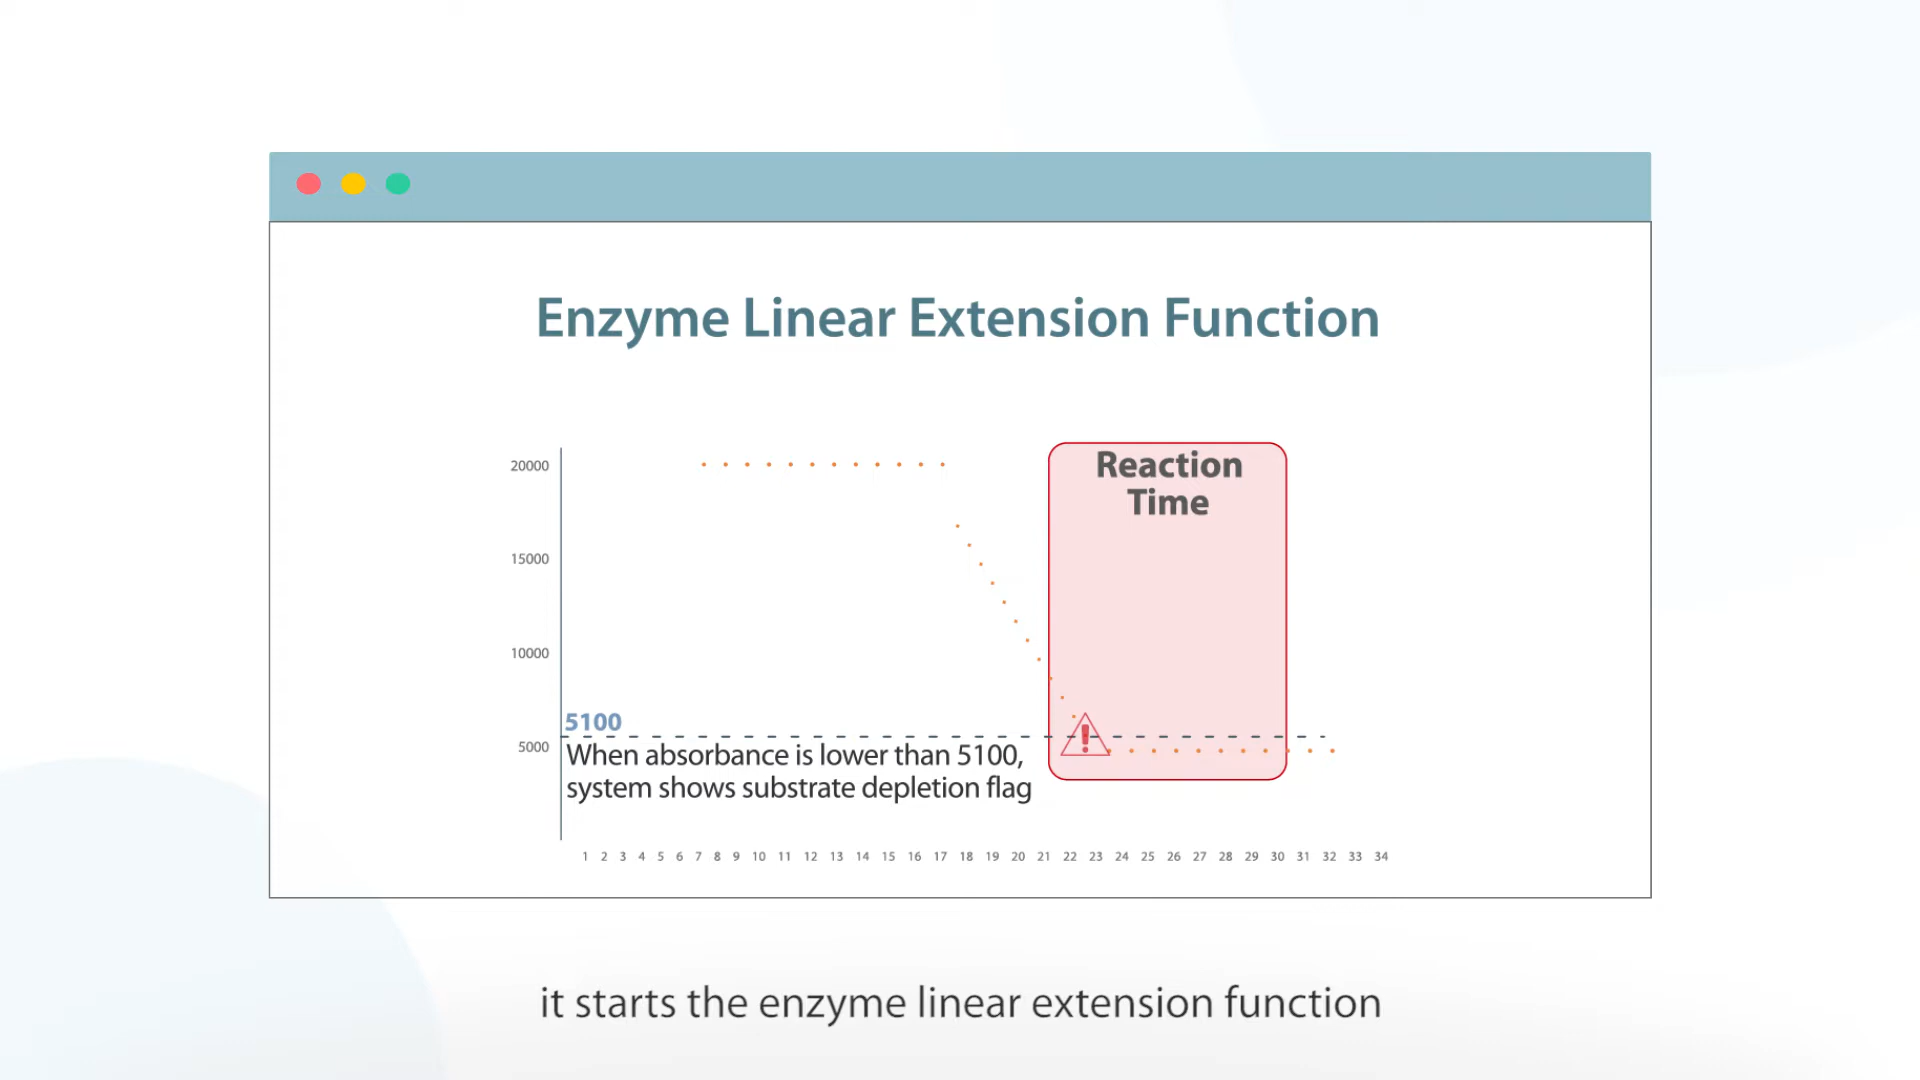 Enzyme Linear Extension Function
Reaction
Time
20000
15000
10000
5100
5000
When absorbance is lower than 5100,
system shows substrate depletion flag
1 2 3 4 5 6 7 8 9 10 11 12 13 14 15 16 17 18 19 20 21 22 23 24 25 26 27 28 29 30 31 32 33 34
it starts the enzyme linear extension function